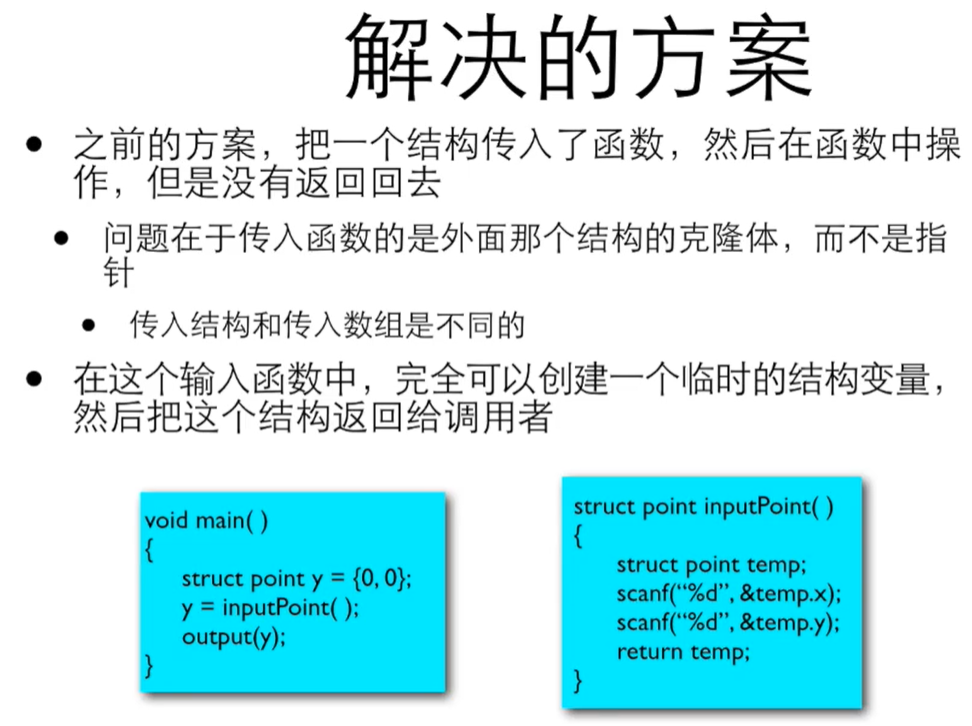 解决的方案
● 之前的方案，把一个结构传入了函数，然后在函数中操
作，但是没有返回回去
● 问题在于传入函数的是外面那个结构的克隆体，而不是指
针
● 传入结构和传入数组是不同的
● 在这个输入函数中，完全可以创建一个临时的结构变量，
然后把这个结构返回给调用者
void main( )
{
struct point y = {0, 0};
y = inputPoint( );
output(y);
}
struct point inputPoint( )
{
struct point temp;
scanf(“%d”, &temp.x);
scanf(“%d”, &temp.y);
return temp;
}